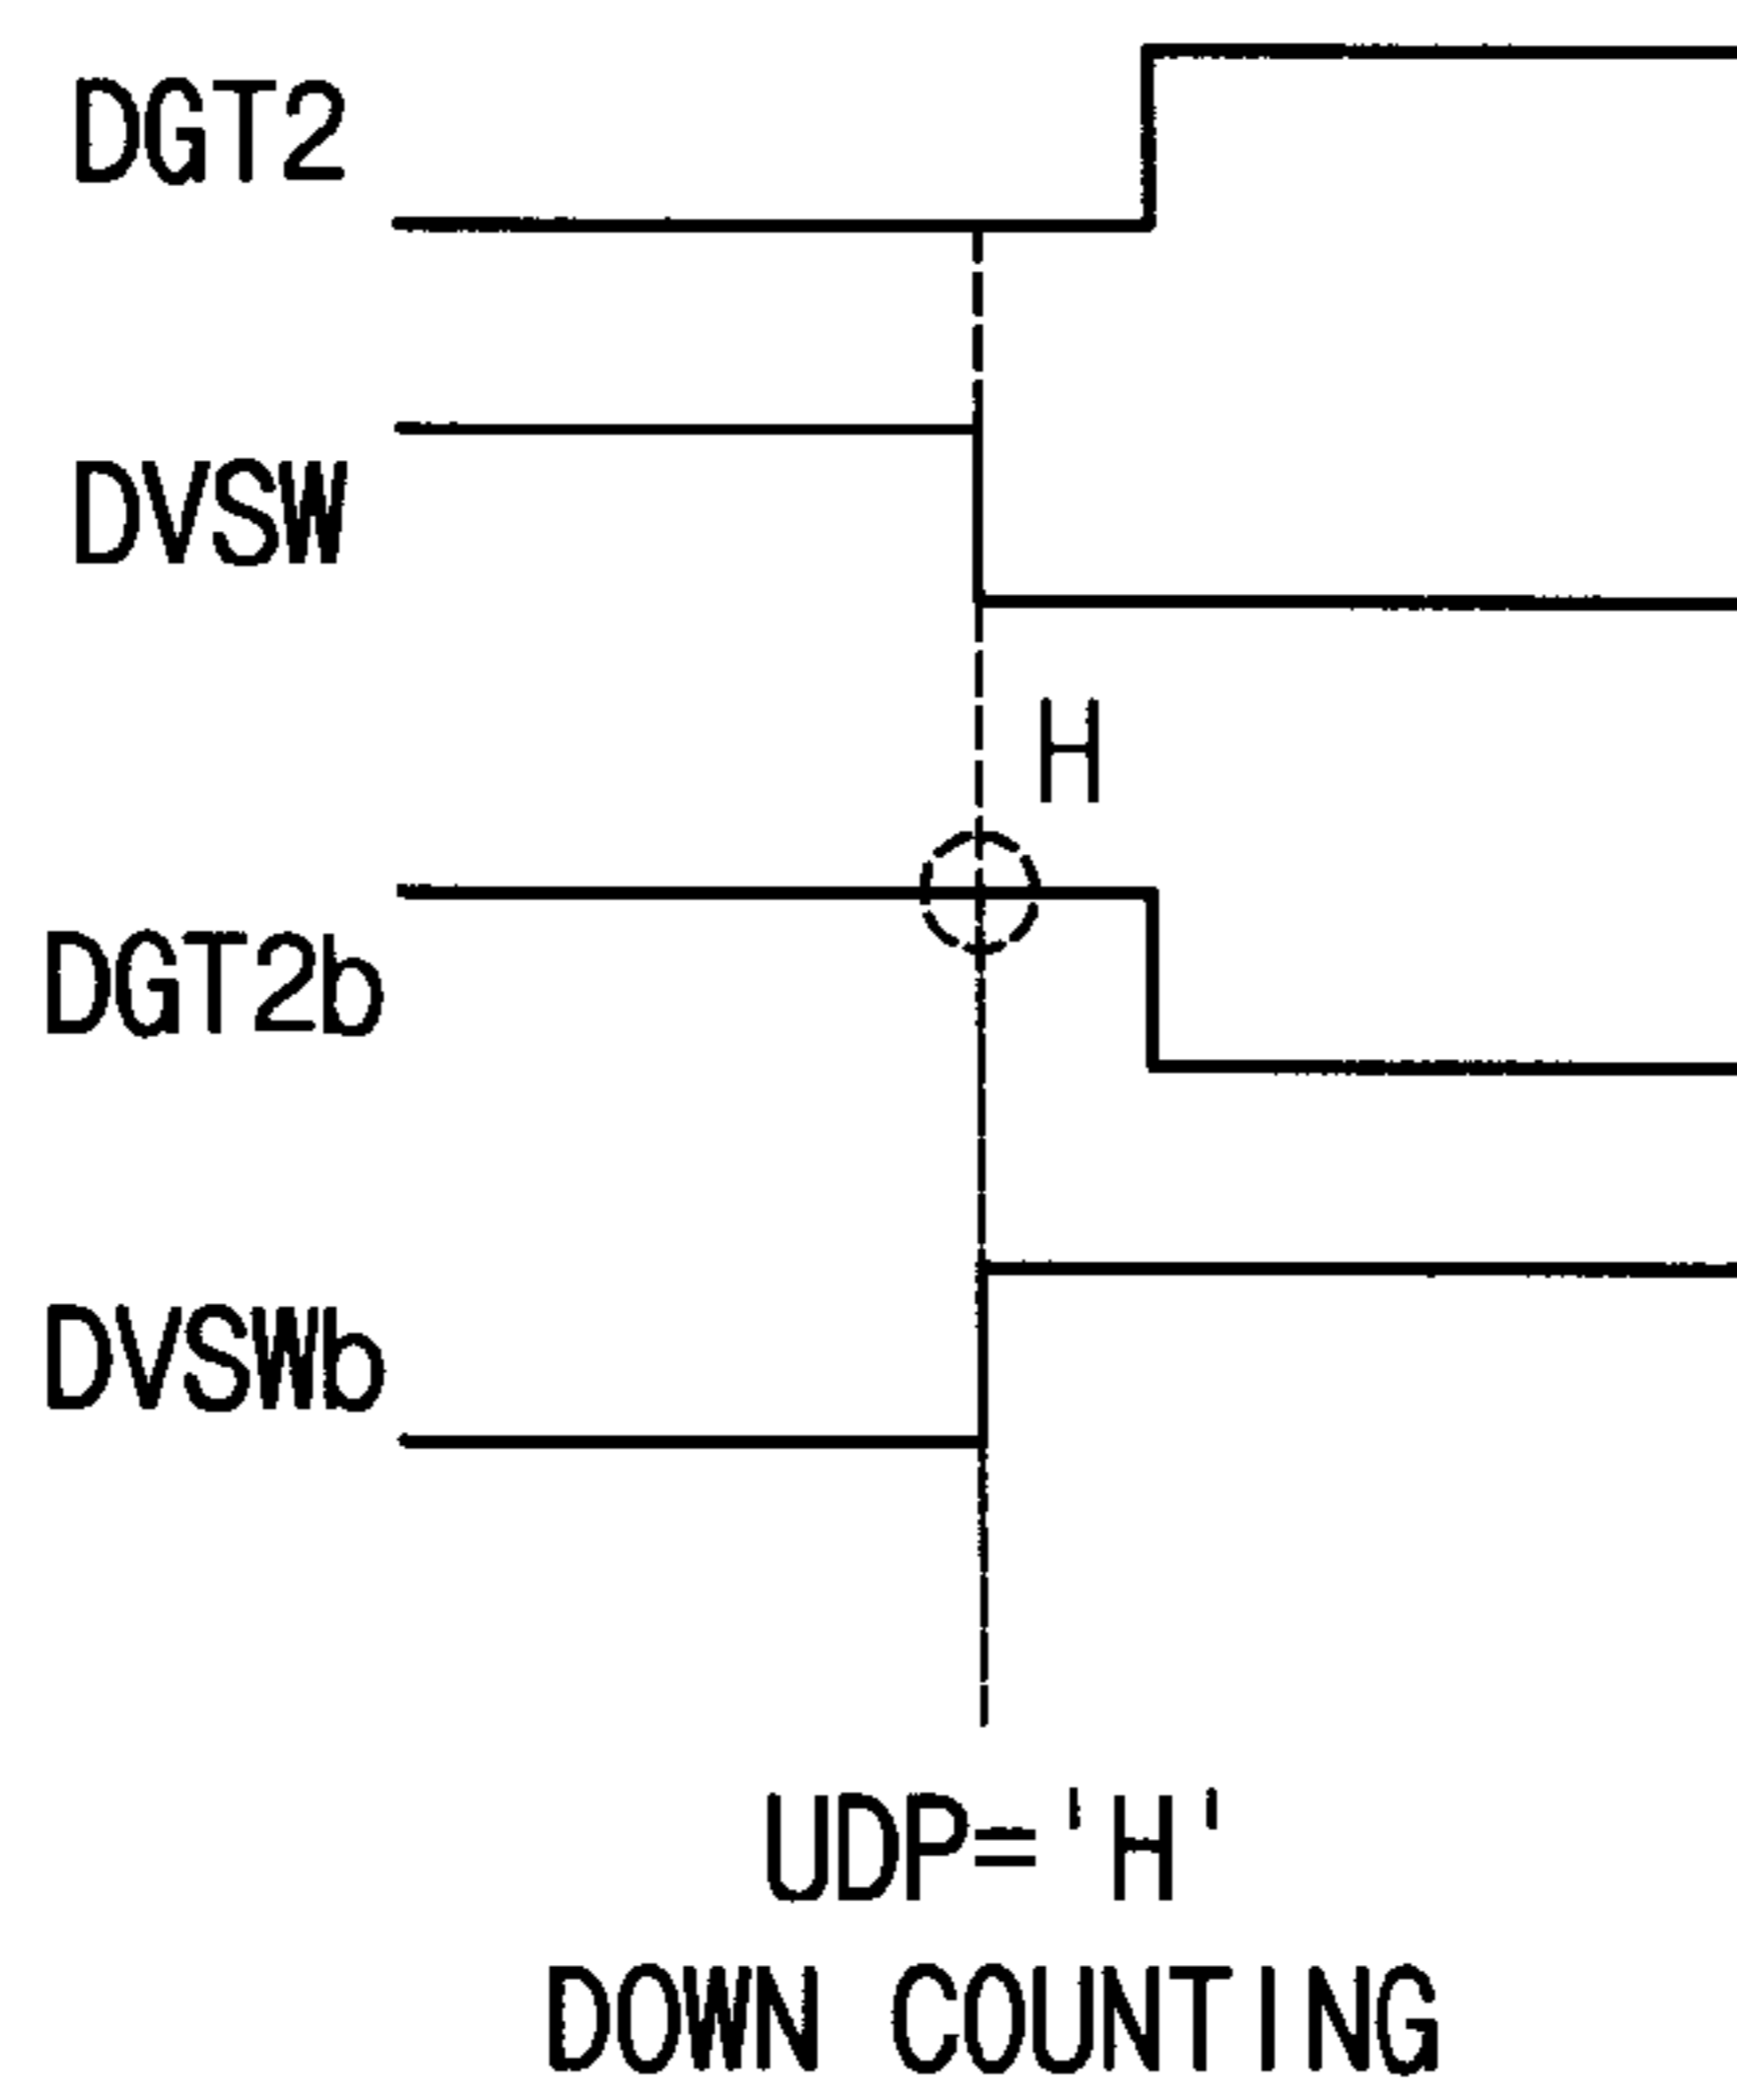 DGT2
DVSW
H
DGT2b
DVSWb
UDP='H'
DOWN COUNTING